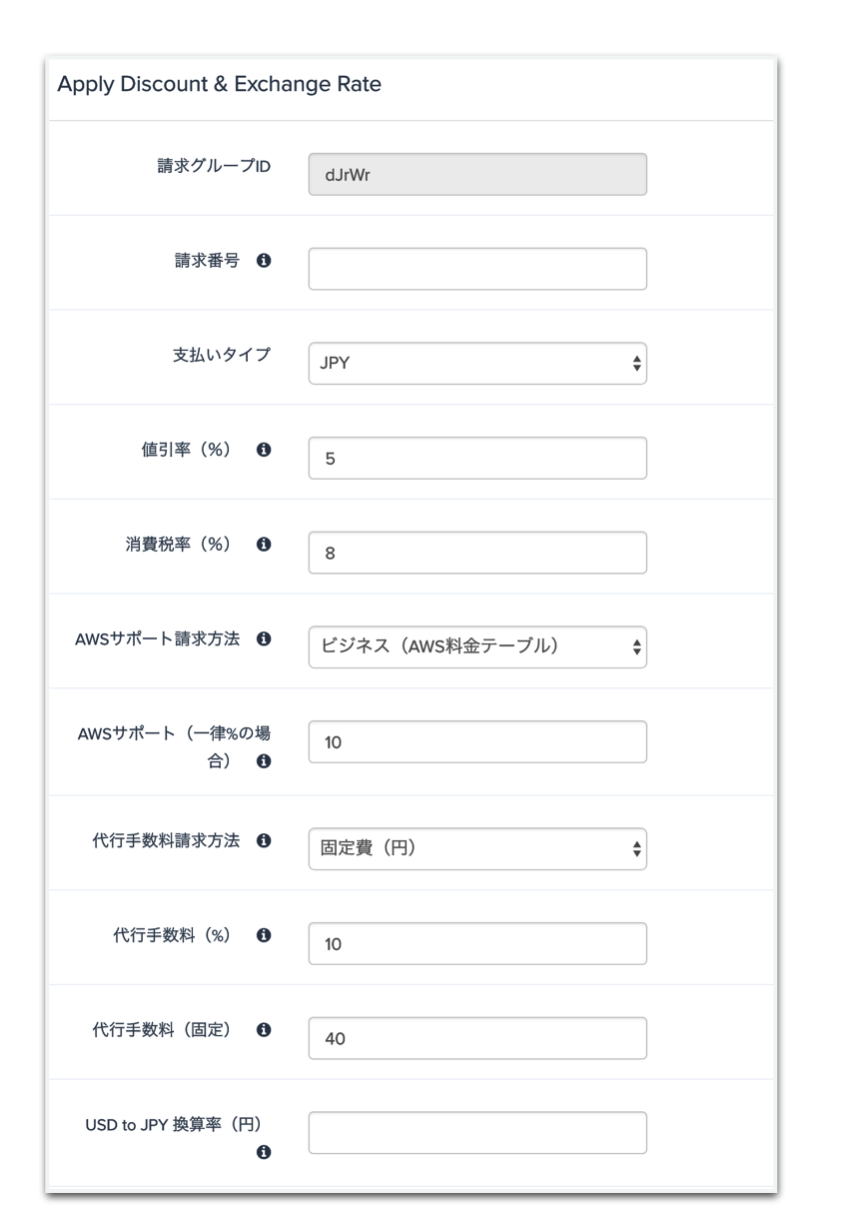 Apply Discount & Exchange Rate
請求グループID
dJrWr
請求番号
支払いタイプ
JPY
値引率（%）
5
消費税率（%）
8
AWSサポート請求方法
ビジネス（AWS料金テーブル）
AWSサポート（一律%の場
合）
10
代行手数料請求方法
固定費（円）
代行手数料（%）
10
代行手数料（固定）
40
USD to JPY 換算率（円）